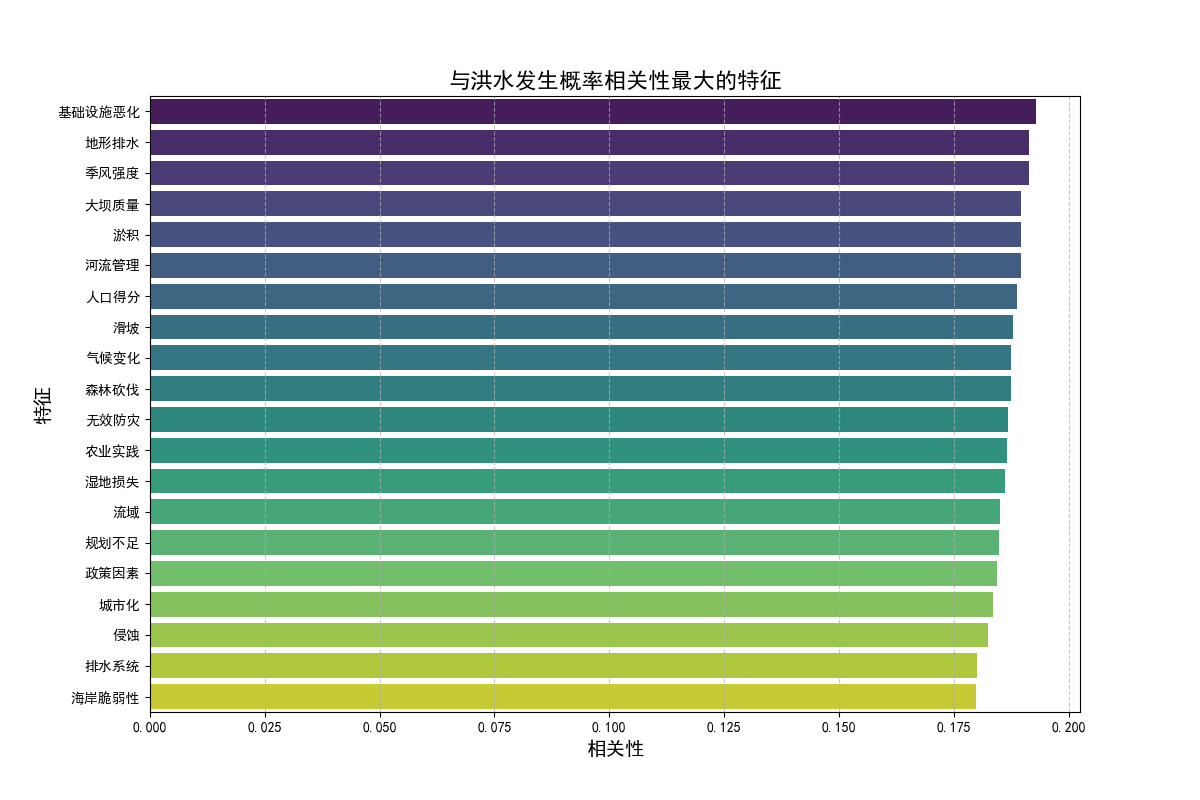 与洪水发生概率相关性最大的特征
基础设施恶化
地形排水
季风强度
大坝质量
淤积
河流管理
人口得分
滑坡
气候变化
森林砍伐
无效防灾
农业实践
湿地损失
流域
规划不足
政策因素
城市化
侵蚀
排水系统
海岸脆弱性
特征
0.000 0.025 0.050 0.075 0.100 0.125 0.150 0.175 0.200
相关性